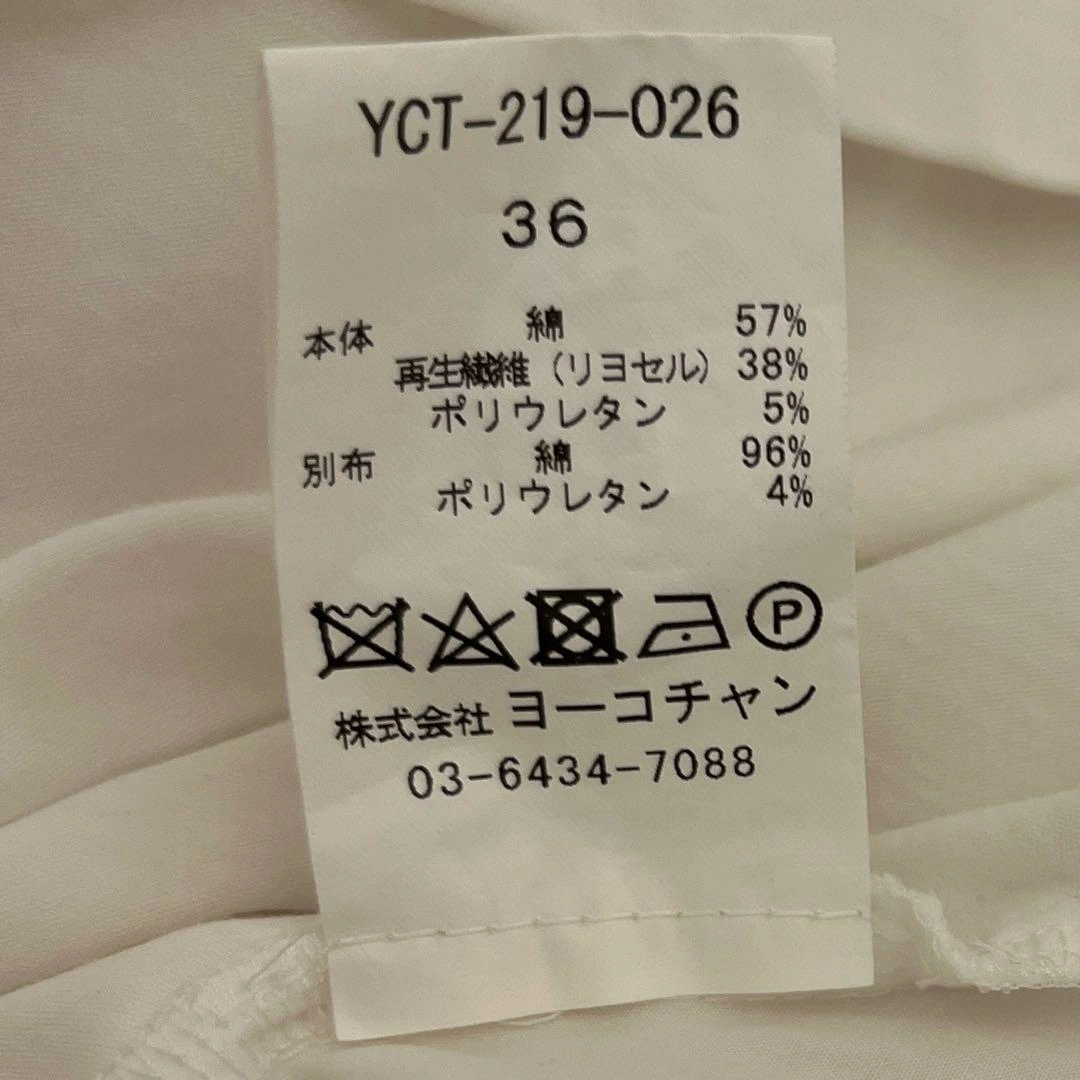 YCT-219-026
36
本体 綿 57%
再生繊維(リヨセル) 38%
ポリウレタン 5%
別布 綿 96%
ポリウレタン 4%
P
株式会社 ヨーコチャン
03-6434-7088